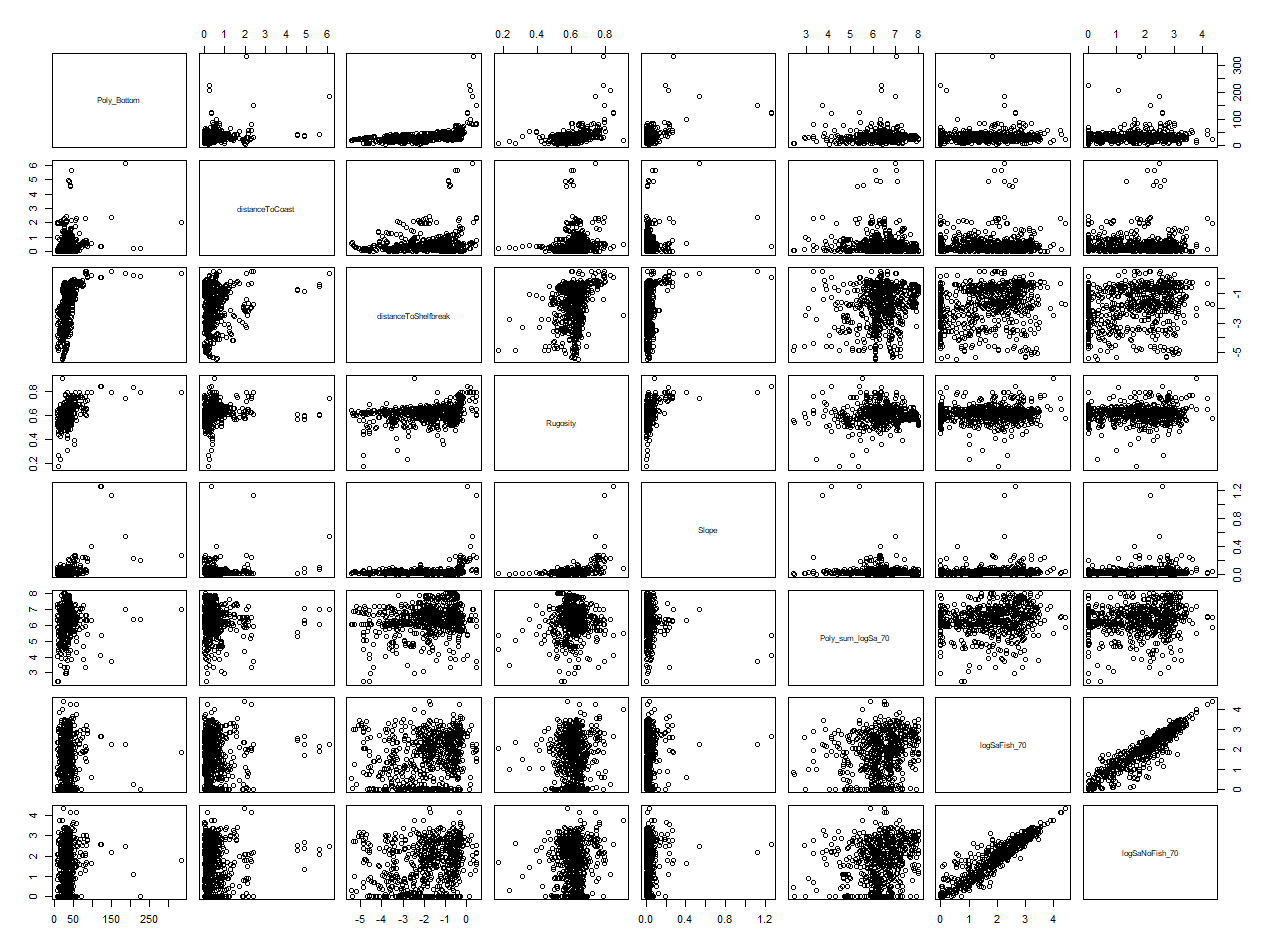 0 1 2 3 4 5 6
0.2 0.4 0.6 0.8
3 4 5 6 7 8
0 1 2 3 4
Poly_Bottom
0 50 100 200 300
distanceToCoast
0 1 2 3 4 5 6
distanceToShelfbreak
-5 -3 -1
Rugosity
0.2 0.4 0.6 0.8
Slope
0.0 0.4 0.8 1.2
Poly_sum_logSa_70
3 4 5 6 7 8
logSaFish_70
0 1 2 3 4
logSaNoFish_70
0 1 2 3 4
0 50 150 250
-5 -4 -3 -2 -1 0
0.0 0.4 0.8 1.2
0 1 2 3 4